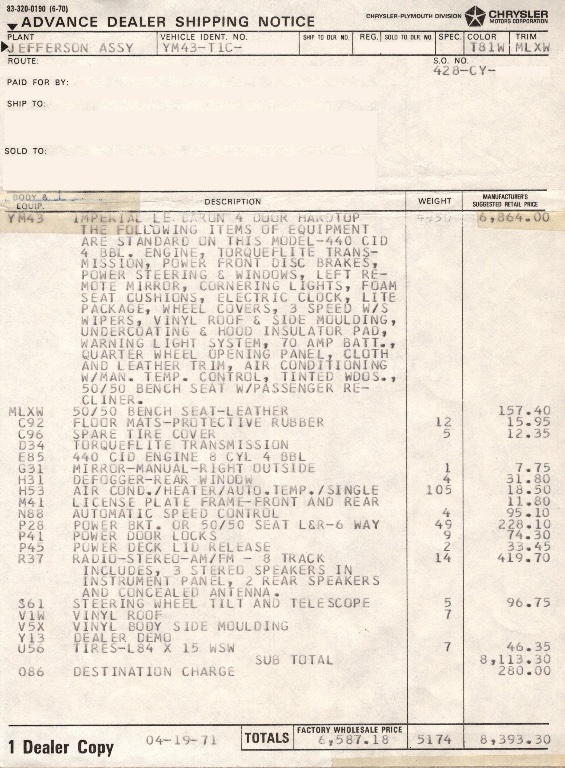 83-320-0190 (6-70)
ADVANCE DEALER SHIPPING NOTICE
CHRYSLER-PLYMOUTH DIVISION CHRYSLER MOTORS CORPORATION
PLANT VEHICLE IDENT. NO. SHIP TO DLR NO. REG. SOLD TO DLR. NO. SPEC. COLOR TRIM
JEFFERSON ASSY YM43-T1C- T81W MLXW
ROUTE: S.O. NO.
428-CY-
PAID FOR BY:
SHIP TO:
SOLD TO:
BODY & EQUIP. DESCRIPTION WEIGHT MANUFACTURER'S SUGGESTED RETAIL PRICE
YM43 IMPERIAL LE BARON 4 DOOR HARDTOP 6,864.00
THE FOLLOWING ITEMS OF EQUIPMENT
ARE STANDARD ON THIS MODEL-440 CID
4 BBL. ENGINE, TORQUEFLITE TRANS-
MISSION, POWER FRONT DISC BRAKES,
POWER STEERING & WINDOWS, LEFT RE-
MOTE MIRROR, CORNERING LIGHTS, FOAM
SEAT CUSHIONS, ELECTRIC CLOCK, LITE
PACKAGE, WHEEL COVERS, 3 SPEED W/S
WIPERS, VINYL ROOF & SIDE MOULDING,
UNDERCOATING & HOOD INSULATOR PAD,
WARNING LIGHT SYSTEM, 70 AMP BATT.,
QUARTER WHEEL OPENING PANEL, CLOTH
AND LEATHER TRIM, AIR CONDITIONING
W/MAN. TEMP. CONTROL, TINTED WDOS.,
50/50 BENCH SEAT W/PASSENGER RE-
CLINER.
MLXW 50/50 BENCH SEAT-LEATHER 157.40
C92 FLOOR MATS-PROTECTIVE RUBBER 12 15.95
C96 SPARE TIRE COVER 5 12.35
D34 TORQUEFLITE TRANSMISSION
E85 440 CID ENGINE 8 CYL 4 BBL
G31 MIRROR-MANUAL-RIGHT OUTSIDE 1 7.75
H31 DEFOGGER-REAR WINDOW 4 31.80
H53 AIR COND./HEATER/AUTO.TEMP./SINGLE 105 18.50
M41 LICENSE PLATE FRAME-FRONT AND REAR 11.80
N88 AUTOMATIC SPEED CONTROL 4 95.10
P28 POWER BKT. OR 50/50 SEAT L&R-6 WAY 49 228.10
P41 POWER DOOR LOCKS 9 74.30
P45 POWER DECK LID RELEASE 2 33.45
R37 RADIO-STEREO-AM/FM - 8 TRACK 14 419.70
INCLUDES, 3 STEREO SPEAKERS IN
INSTRUMENT PANEL, 2 REAR SPEAKERS
AND CONCEALED ANTENNA.
S61 STEERING WHEEL TILT AND TELESCOPE 5 96.75
V1W VINYL ROOF 7
V5X VINYL BODY SIDE MOULDING
Y13 DEALER DEMO
U56 TIRES-L84 X 15 WSW 7 46.35
SUB TOTAL 8,113.30
086 DESTINATION CHARGE 280.00
1 Dealer Copy 04-19-71 TOTALS FACTORY WHOLESALE PRICE 6,587.18 5174 8,393.30